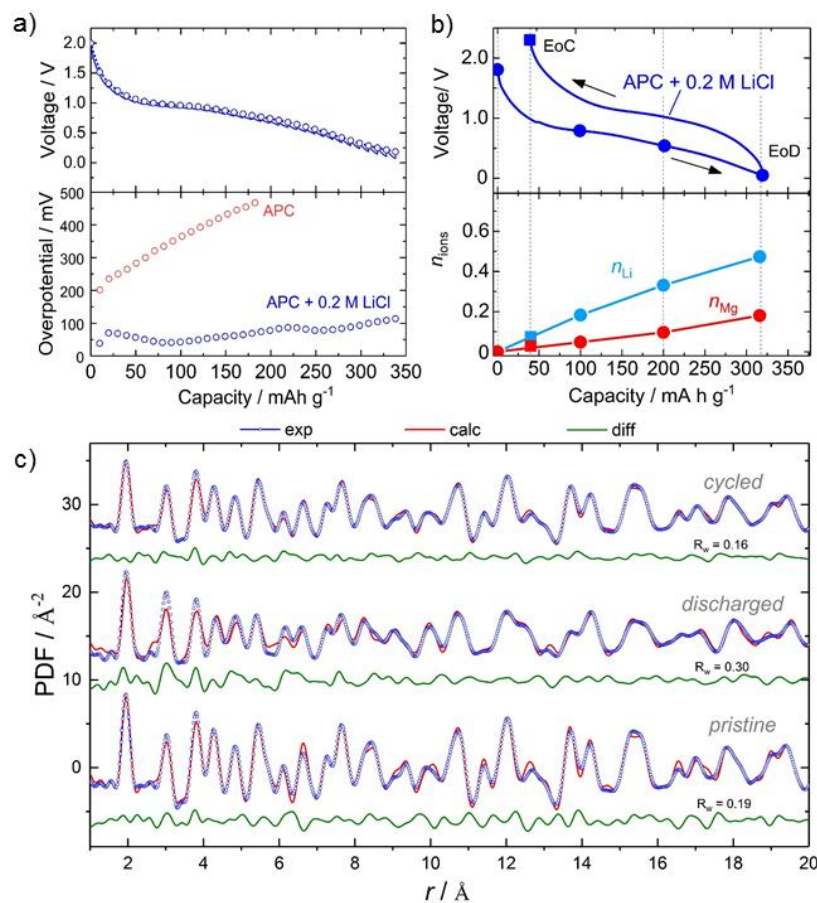 a)
2.0
1.5
1.0
0.5
0.0
Voltage/ V
500
400
300
200
100
0
Overpotential / mV
APC
APC + 0.2 M LiCl
0 50 100 150 200 250 300 350
Capacity / mAh g⁻¹
b)
2.0
1.0
0
Voltage/ V
EoC
APC + 0.2 M LiCl
EoD
0.6
0.4
0.2
0
nions
nLi
nMg
0 50 100 150 200 250 300 350
Capacity / mA h g⁻¹
exp calc diff
c)
30
20
10
0
PDF / Å⁻²
cycled
Rw = 0.16
discharged
Rw = 0.30
pristine
Rw = 0.19
2 4 6 8 10 12 14 16 18 20
r / Å